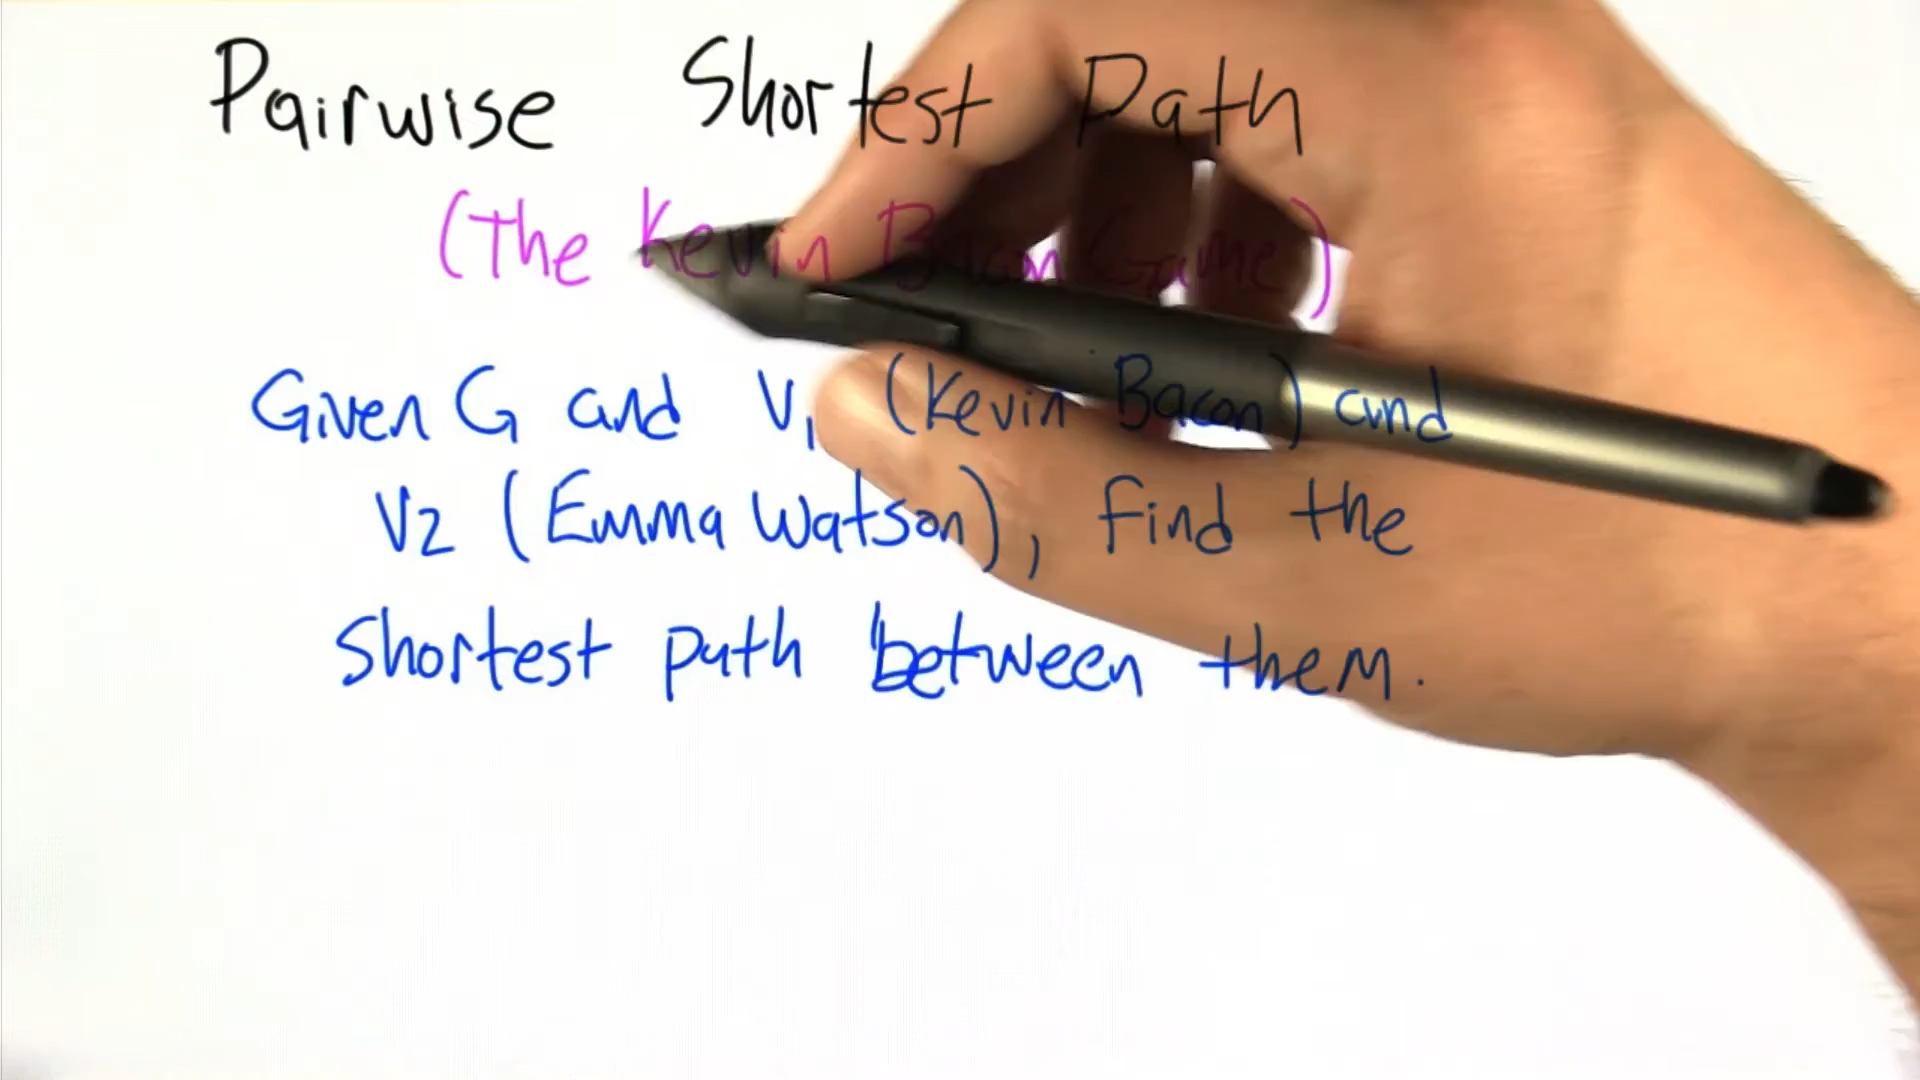 Pairwise Shortest Path
(The Kevin Bacon Game)
Given G and V1 (Kevin Bacon) and
V2 (Emma Watson), find the
shortest path between them.